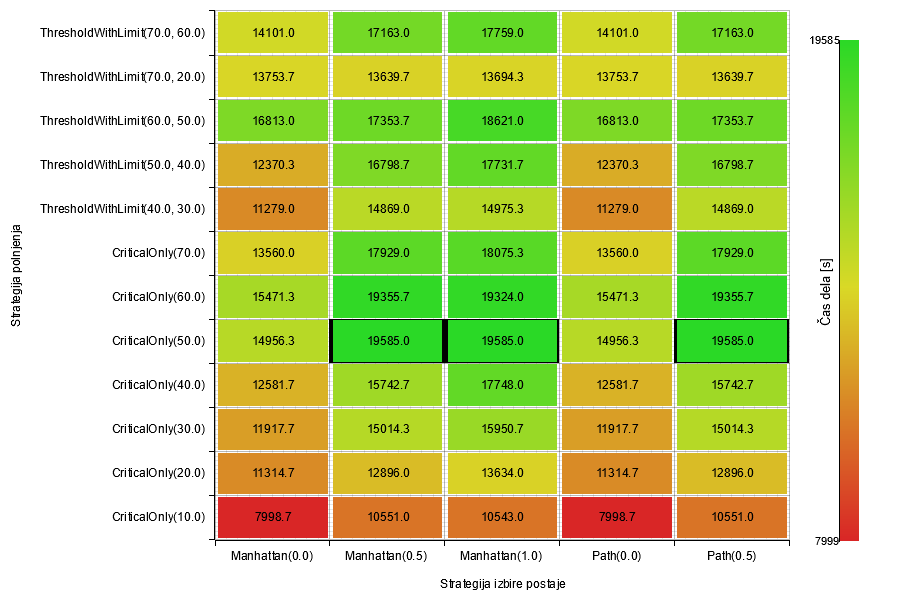 ThresholdWithLimit(70.0, 60.0) 14101.0 17163.0 17759.0 14101.0 17163.0
ThresholdWithLimit(70.0, 20.0) 13753.7 13639.7 13694.3 13753.7 13639.7
ThresholdWithLimit(60.0, 50.0) 16813.0 17353.7 18621.0 16813.0 17353.7
ThresholdWithLimit(50.0, 40.0) 12370.3 16798.7 17731.7 12370.3 16798.7
ThresholdWithLimit(40.0, 30.0) 11279.0 14869.0 14975.3 11279.0 14869.0
CriticalOnly(70.0) 13560.0 17929.0 18075.3 13560.0 17929.0
CriticalOnly(60.0) 15471.3 19355.7 19324.0 15471.3 19355.7
CriticalOnly(50.0) 14956.3 19585.0 19585.0 14956.3 19585.0
CriticalOnly(40.0) 12581.7 15742.7 17748.0 12581.7 15742.7
CriticalOnly(30.0) 11917.7 15014.3 15950.7 11917.7 15014.3
CriticalOnly(20.0) 11314.7 12896.0 13634.0 11314.7 12896.0
CriticalOnly(10.0) 7998.7 10551.0 10543.0 7998.7 10551.0
Manhattan(0.0) Manhattan(0.5) Manhattan(1.0) Path(0.0) Path(0.5)
Strategija izbire postaje
Strategija polnjenja
19585
Čas dela [s]
7999